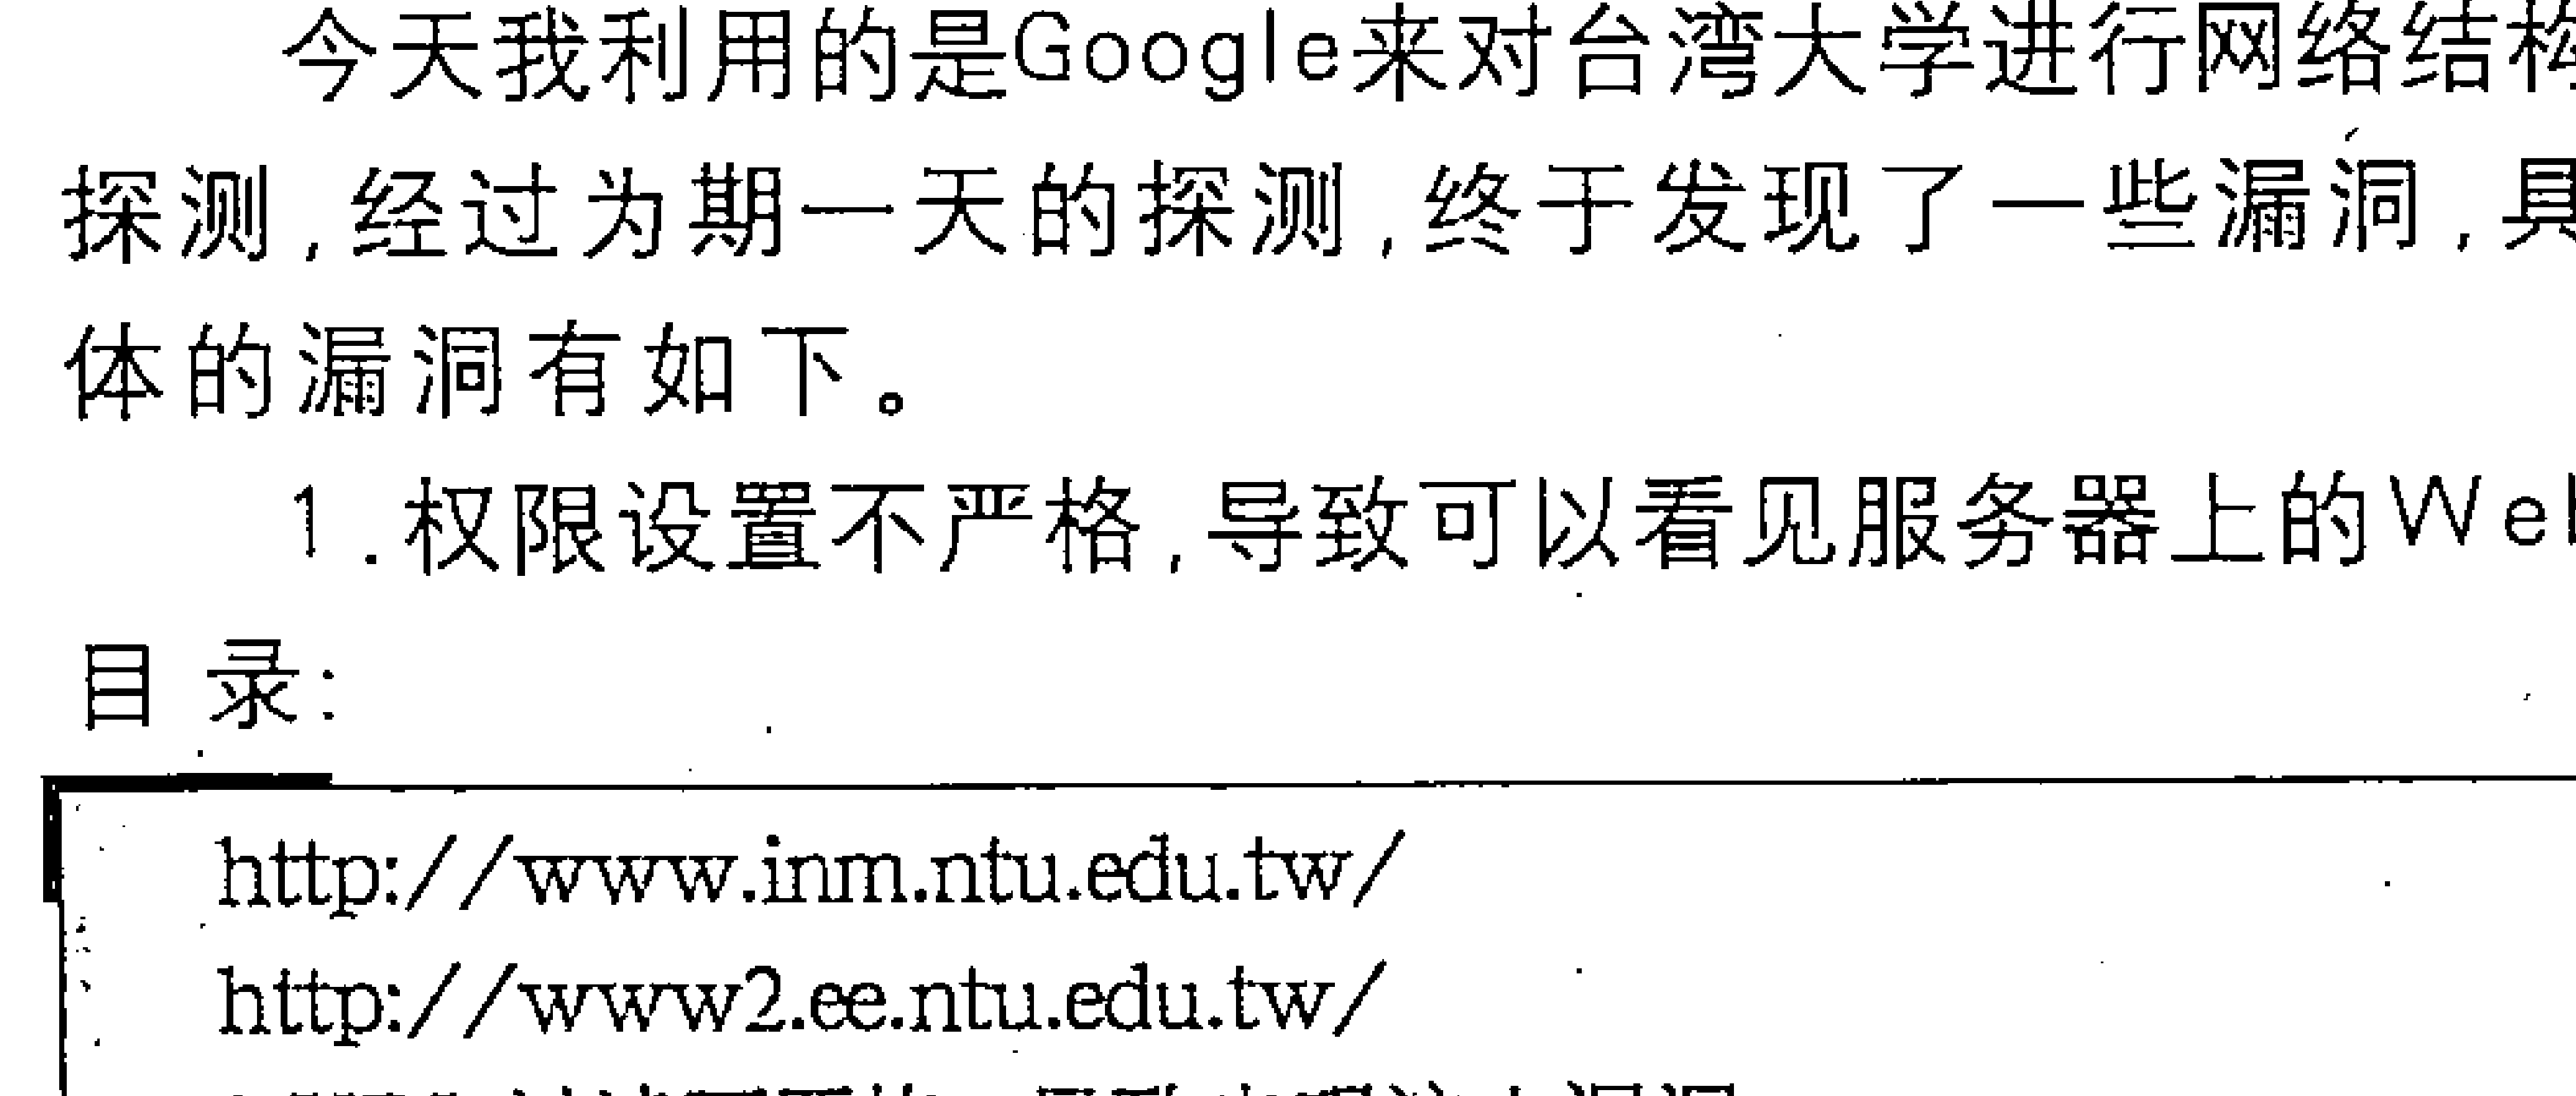 今天我利用的是Google来对台湾大学进行网络结构
探测,经过为期一天的探测,终于发现了一些漏洞,具
体的漏洞有如下。
1.权限设置不严格,导致可以看见服务器上的Web
目录:
http://www.inm.ntu.edu.tw/
http://www2.ee.ntu.edu.tw/